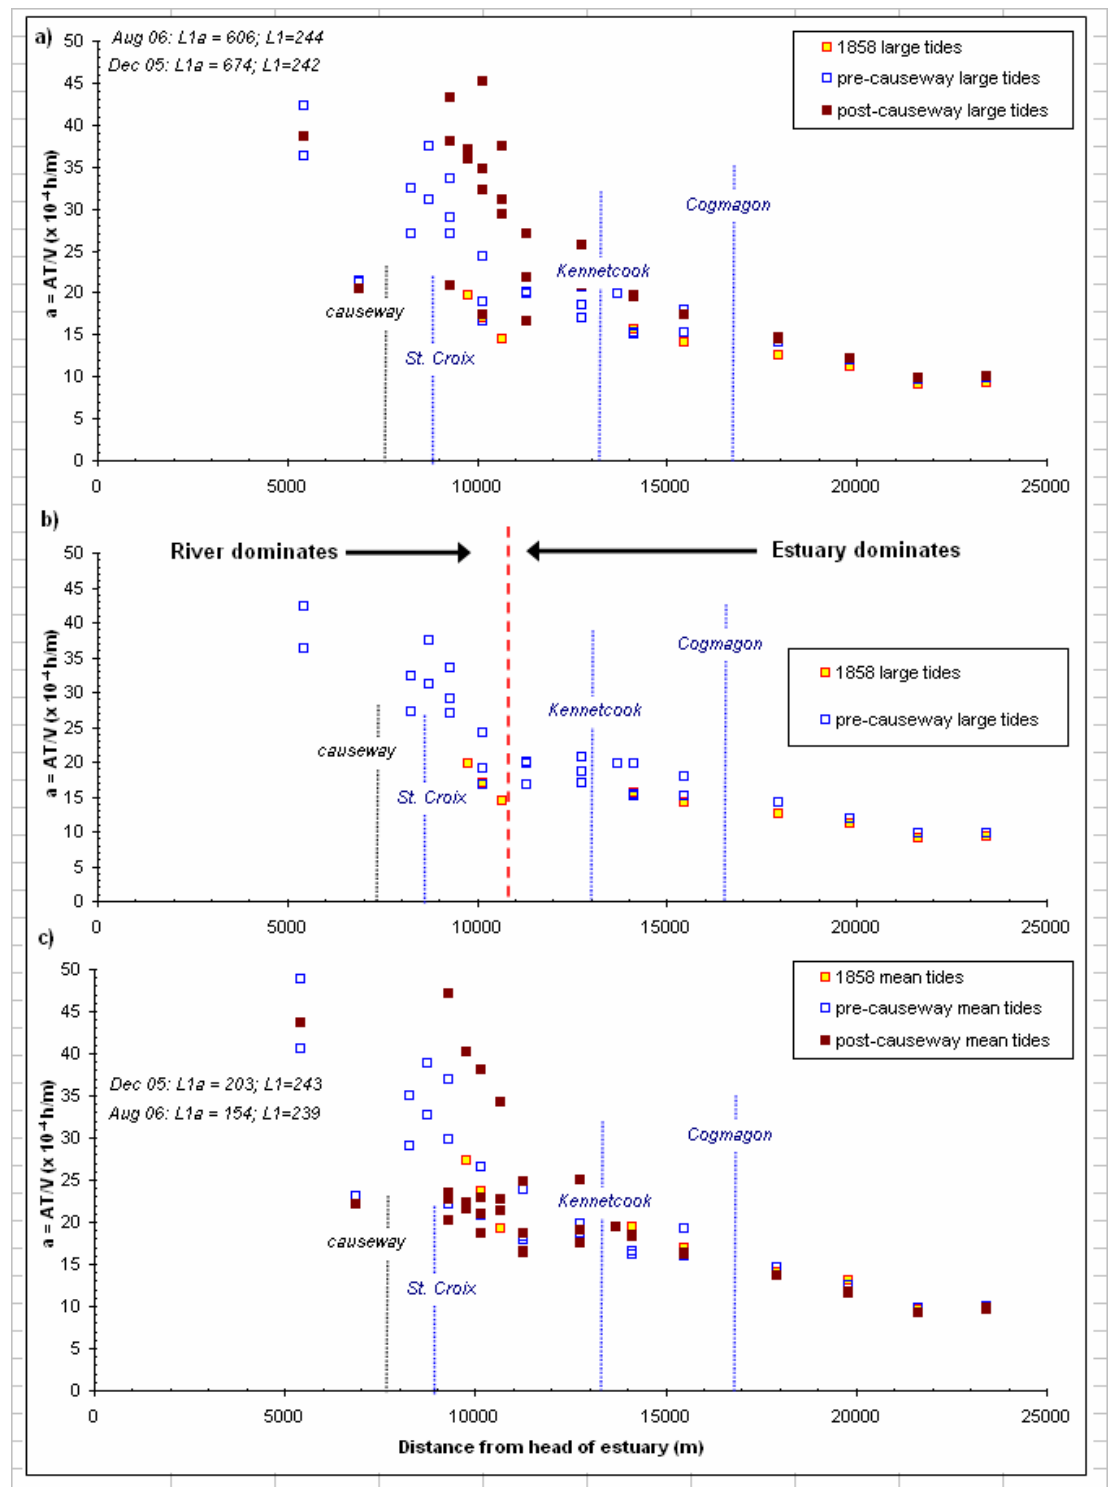 a)
Aug 06: L1a = 606; L1=244
Dec 05: L1a = 674; L1=242
1858 large tides
pre-causeway large tides
post-causeway large tides
a = AT/V (x 10⁻⁴h/m)
50
45
40
35
30
25
20
15
10
5
0
Cogmagon
Kennetcook
causeway
St. Croix
0 5000 10000 15000 20000 25000
b)
River dominates
Estuary dominates
a = AT/V (x 10⁻⁴h/m)
50
45
40
35
30
25
20
15
10
5
0
Cogmagon
Kennetcook
causeway
St. Croix
1858 large tides
pre-causeway large tides
0 5000 10000 15000 20000 25000
c)
1858 mean tides
pre-causeway mean tides
post-causeway mean tides
a = AT/V (x 10⁻⁴h/m)
50
45
40
35
30
25
20
15
10
5
0
Dec 05: L1a = 203; L1=243
Aug 06: L1a = 154; L1=239
Cogmagon
Kennetcook
causeway
St. Croix
0 5000 10000 15000 20000 25000
Distance from head of estuary (m)